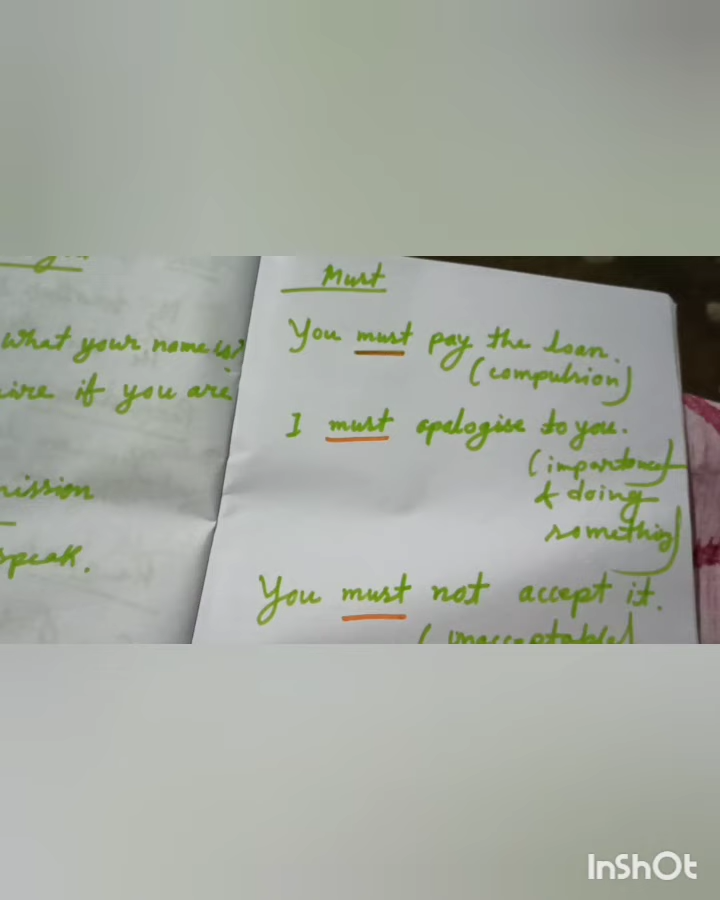 what your name is?
if you are
speak.
Must
You must pay the loan.
(compulsion)
I must apologise to you.
(importance
& doing
something)
You must not accept it.
(unacceptable)
InShOt